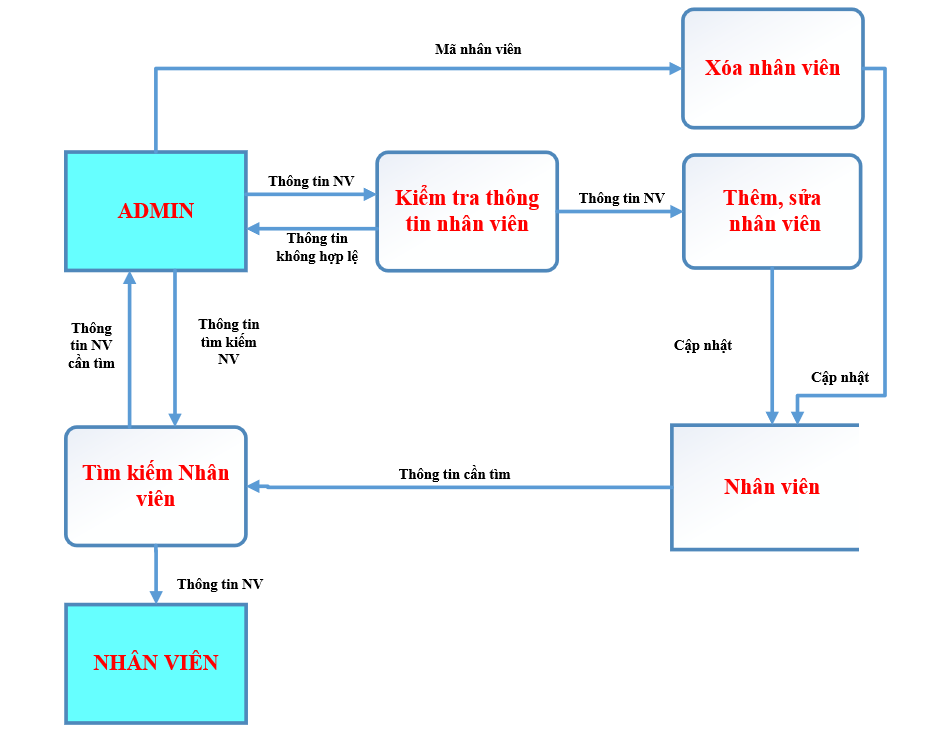 Mã nhân viên
Xóa nhân viên
ADMIN
Thông tin NV
Thông tin
không hợp lệ
Kiểm tra thông
tin nhân viên
Thông tin NV
Thêm, sửa
nhân viên
Thông
tin NV
cần tìm
Thông tin
tìm kiếm
NV
Cập nhật
Cập nhật
Tìm kiếm Nhân
viên
Thông tin cần tìm
Nhân viên
Thông tin NV
NHÂN VIÊN